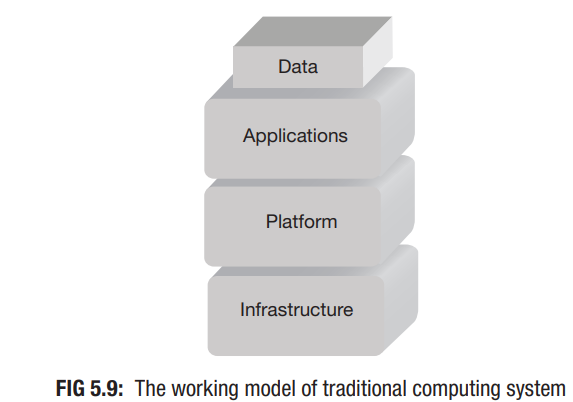 Data
Applications
Platform
Infrastructure
FIG 5.9: The working model of traditional computing system